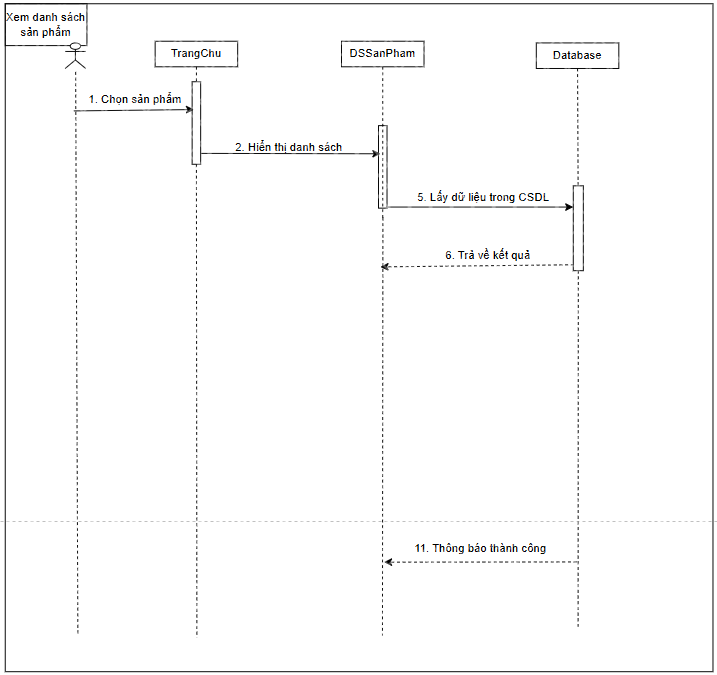 Xem danh sách
sản phẩm
TrangChu
DSSanPham
Database
1. Chọn sản phẩm
2. Hiển thị danh sách
5. Lấy dữ liệu trong CSDL
6. Trả về kết quả
11. Thông báo thành công